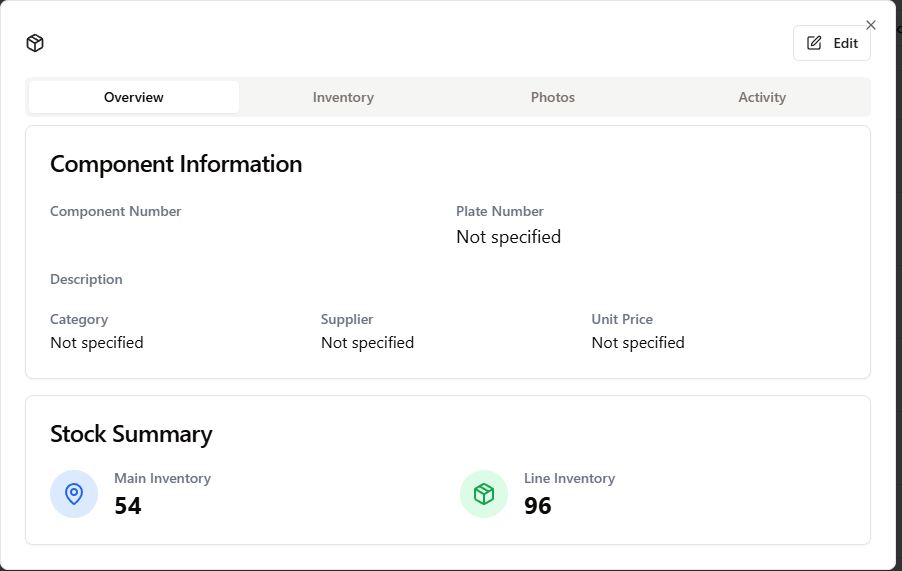 Edit
Overview Inventory Photos Activity
Component Information
Component Number Plate Number
Not specified
Description
Category Supplier Unit Price
Not specified Not specified Not specified
Stock Summary
Main Inventory Line Inventory
54 96